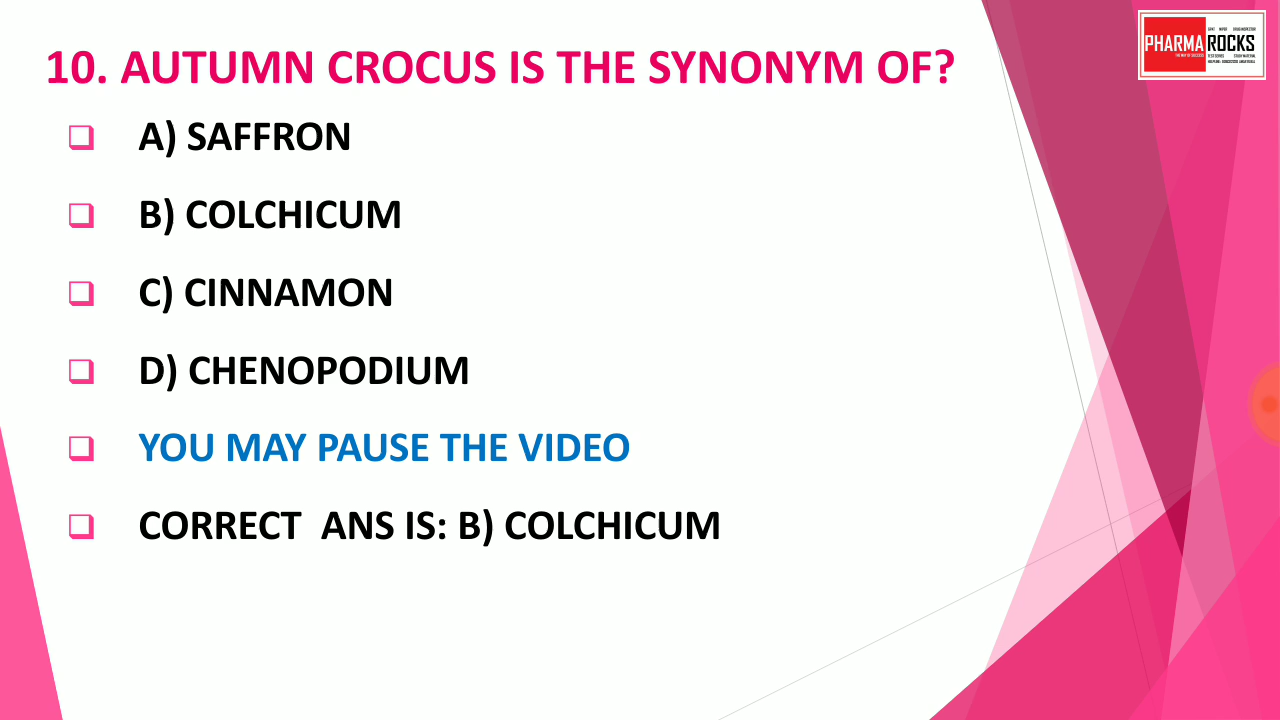 10. AUTUMN CROCUS IS THE SYNONYM OF?
A) SAFFRON
B) COLCHICUM
C) CINNAMON
D) CHENOPODIUM
YOU MAY PAUSE THE VIDEO
CORRECT ANS IS: B) COLCHICUM
PHARMA ROCKS